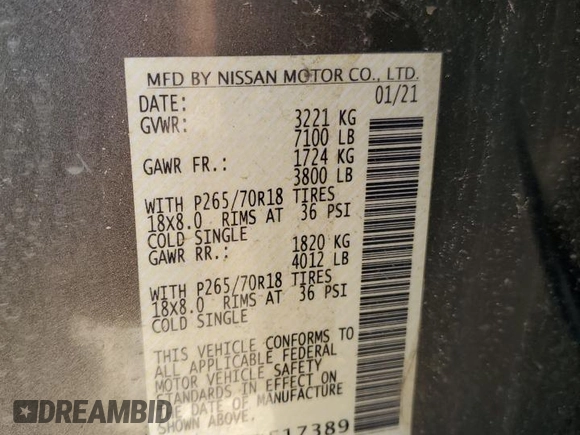 MFD BY NISSAN MOTOR CO., LTD.
DATE: 01/21
GVWR: 3221 KG
7100 LB
GAWR FR.: 1724 KG
3800 LB
WITH P265/70R18 TIRES
18X8.0 RIMS AT 36 PSI
COLD SINGLE
GAWR RR.: 1820 KG
4012 LB
WITH P265/70R18 TIRES
18X8.0 RIMS AT 36 PSI
COLD SINGLE
THIS VEHICLE CONFORMS TO
ALL APPLICABLE FEDERAL
MOTOR VEHICLE SAFETY
STANDARDS IN EFFECT ON
THE DATE OF MANUFACTURE
SHOWN ABOVE.
17389
DREAMBID